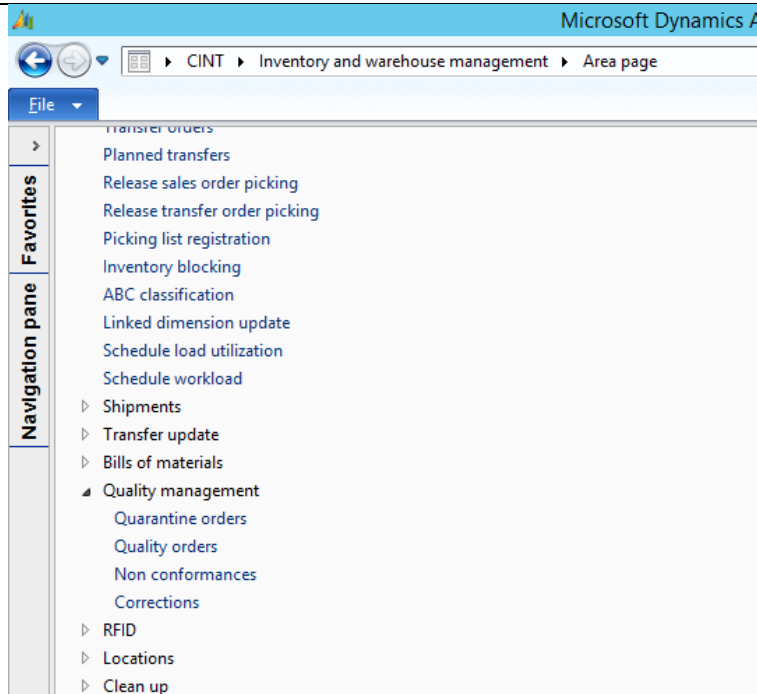 Microsoft Dynamics A
CINT Inventory and warehouse management Area page
File
Transfer orders
Planned transfers
Release sales order picking
Release transfer order picking
Picking list registration
Inventory blocking
ABC classification
Linked dimension update
Schedule load utilization
Schedule workload
Shipments
Transfer update
Bills of materials
Quality management
Quarantine orders
Quality orders
Non conformances
Corrections
RFID
Locations
Clean up
Favorites
Navigation pane